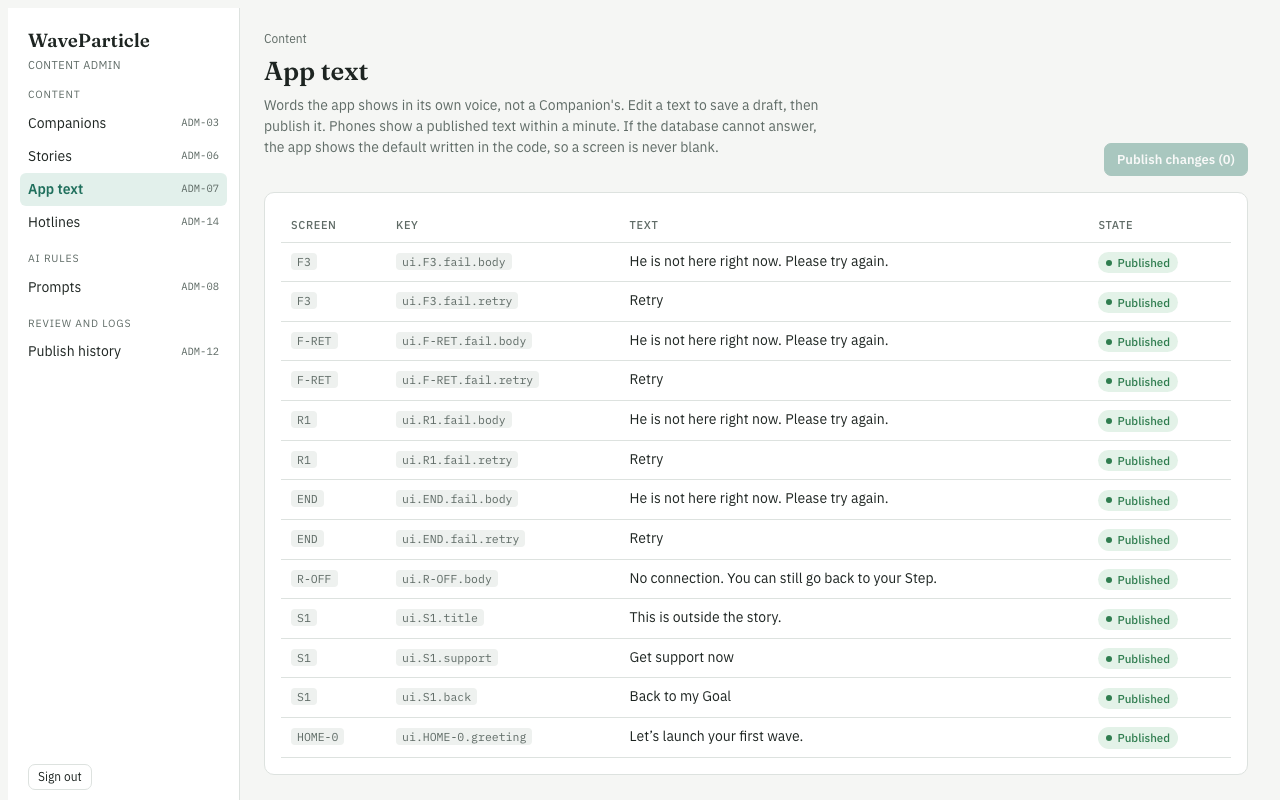 WaveParticle
CONTENT ADMIN
CONTENT
Companions ADM-03
Stories ADM-06
App text ADM-07
Hotlines ADM-14
AI RULES
Prompts ADM-08
REVIEW AND LOGS
Publish history ADM-12
Sign out
Content
App text
Words the app shows in its own voice, not a Companion's. Edit a text to save a draft, then
publish it. Phones show a published text within a minute. If the database cannot answer,
the app shows the default written in the code, so a screen is never blank.
Publish changes (0)
SCREEN KEY TEXT STATE
F3 ui.F3.fail.body He is not here right now. Please try again. Published
F3 ui.F3.fail.retry Retry Published
F-RET ui.F-RET.fail.body He is not here right now. Please try again. Published
F-RET ui.F-RET.fail.retry Retry Published
R1 ui.R1.fail.body He is not here right now. Please try again. Published
R1 ui.R1.fail.retry Retry Published
END ui.END.fail.body He is not here right now. Please try again. Published
END ui.END.fail.retry Retry Published
R-OFF ui.R-OFF.body No connection. You can still go back to your Step. Published
S1 ui.S1.title This is outside the story. Published
S1 ui.S1.support Get support now Published
S1 ui.S1.back Back to my Goal Published
HOME-0 ui.HOME-0.greeting Let’s launch your first wave. Published